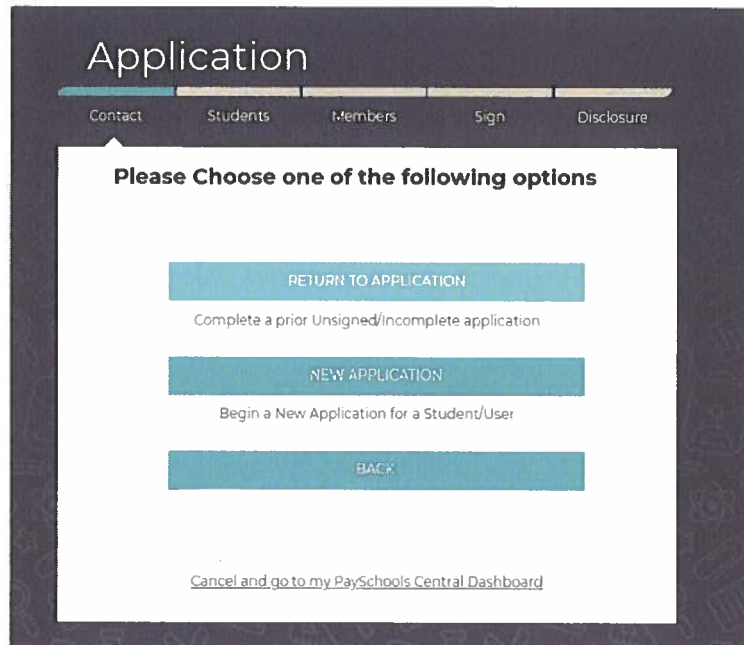 Application
Contact Students Members Sign Disclosure
Please Choose one of the following options
RETURN TO APPLICATION
Complete a prior Unsigned/Incomplete application
NEW APPLICATION
Begin a New Application for a Student/User
BACK
Cancel and go to my PaySchools Central Dashboard